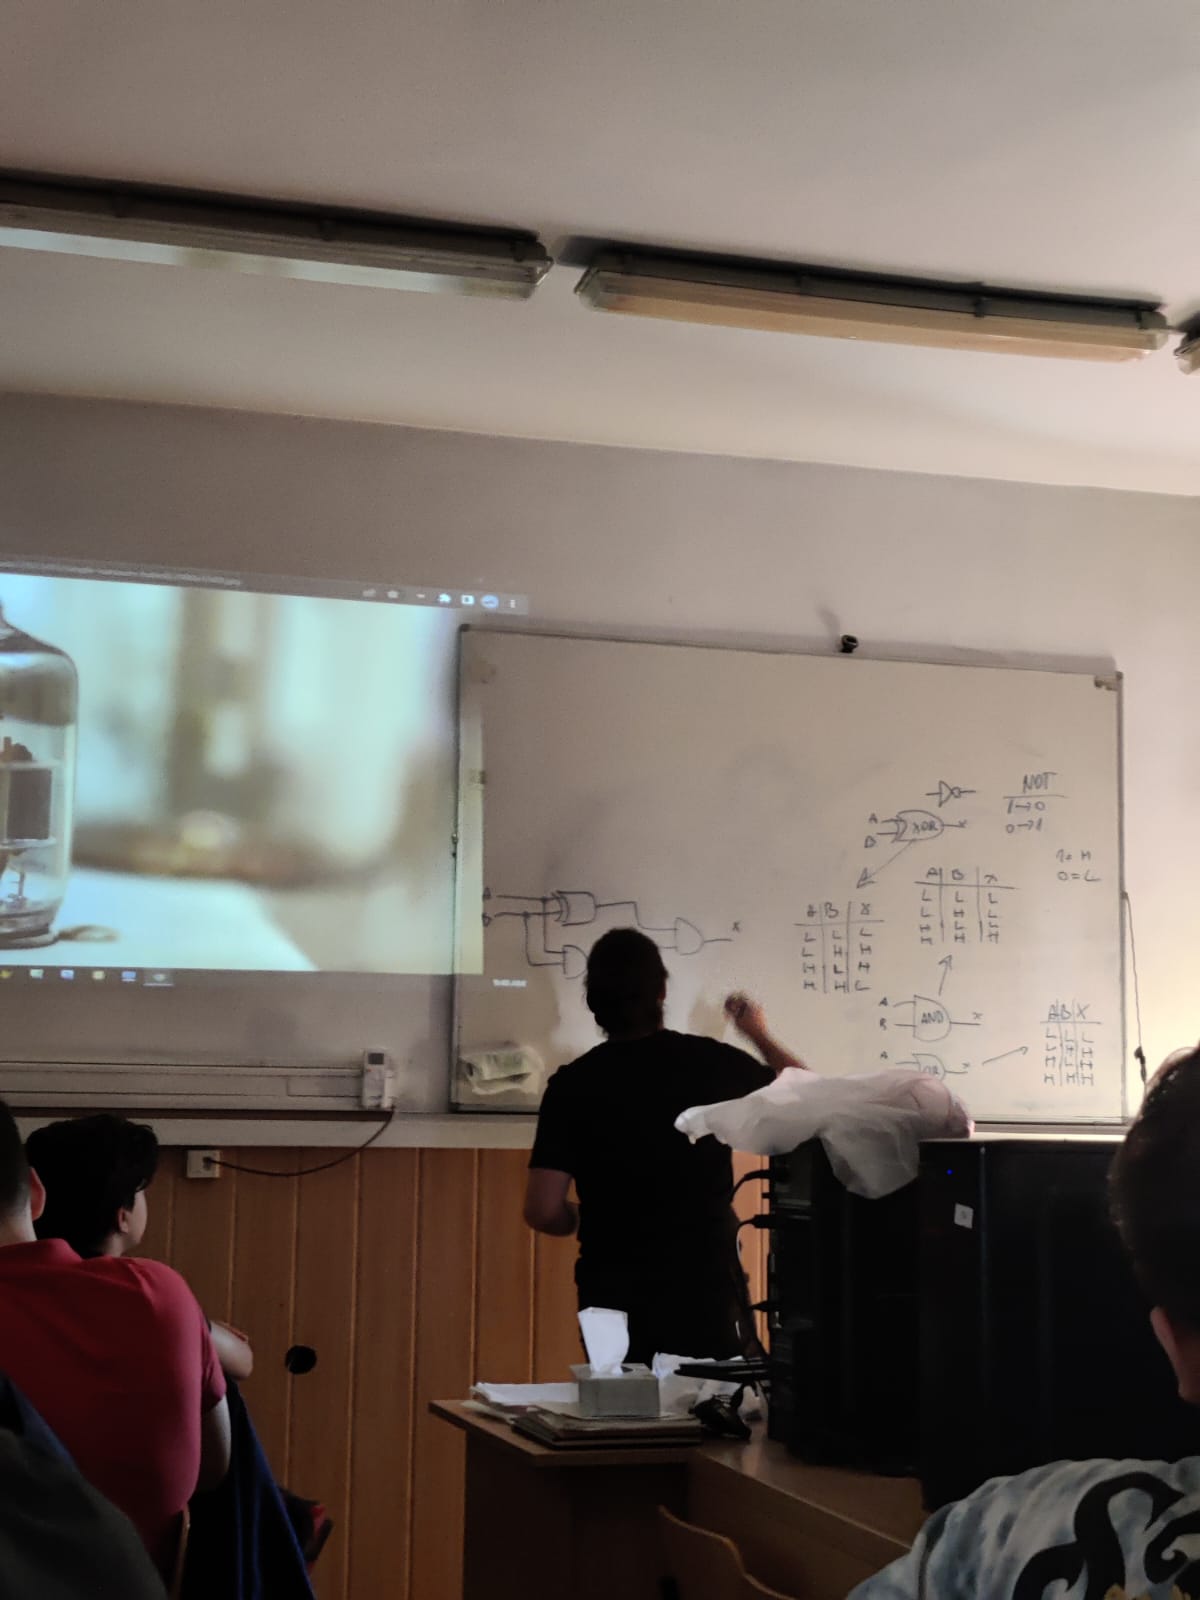 NOT
1→0
A XOR X
B
0→1
1=H
0=L
A B X
L L L
L H L
H L L
H H H
A B X
L L L
L H H
H L H
H H L
A
B
X
A AND X
B
A OR X
A B X
L L L
L H H
H L H
H H H